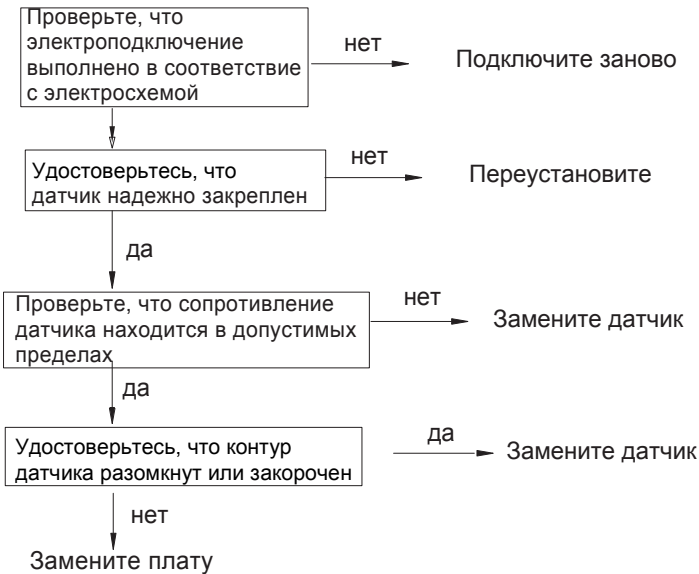 Проверьте, что
электроподключение
выполнено в соответствие
с электросхемой
нет
Подключите заново
Удостоверьтесь, что
датчик надежно закреплен
нет
Переустановите
да
Проверьте, что сопротивление
датчика находится в допустимых
пределах
нет
Замените датчик
да
Удостоверьтесь, что контур
датчика разомкнут или закорочен
да
Замените датчик
нет
Замените плату